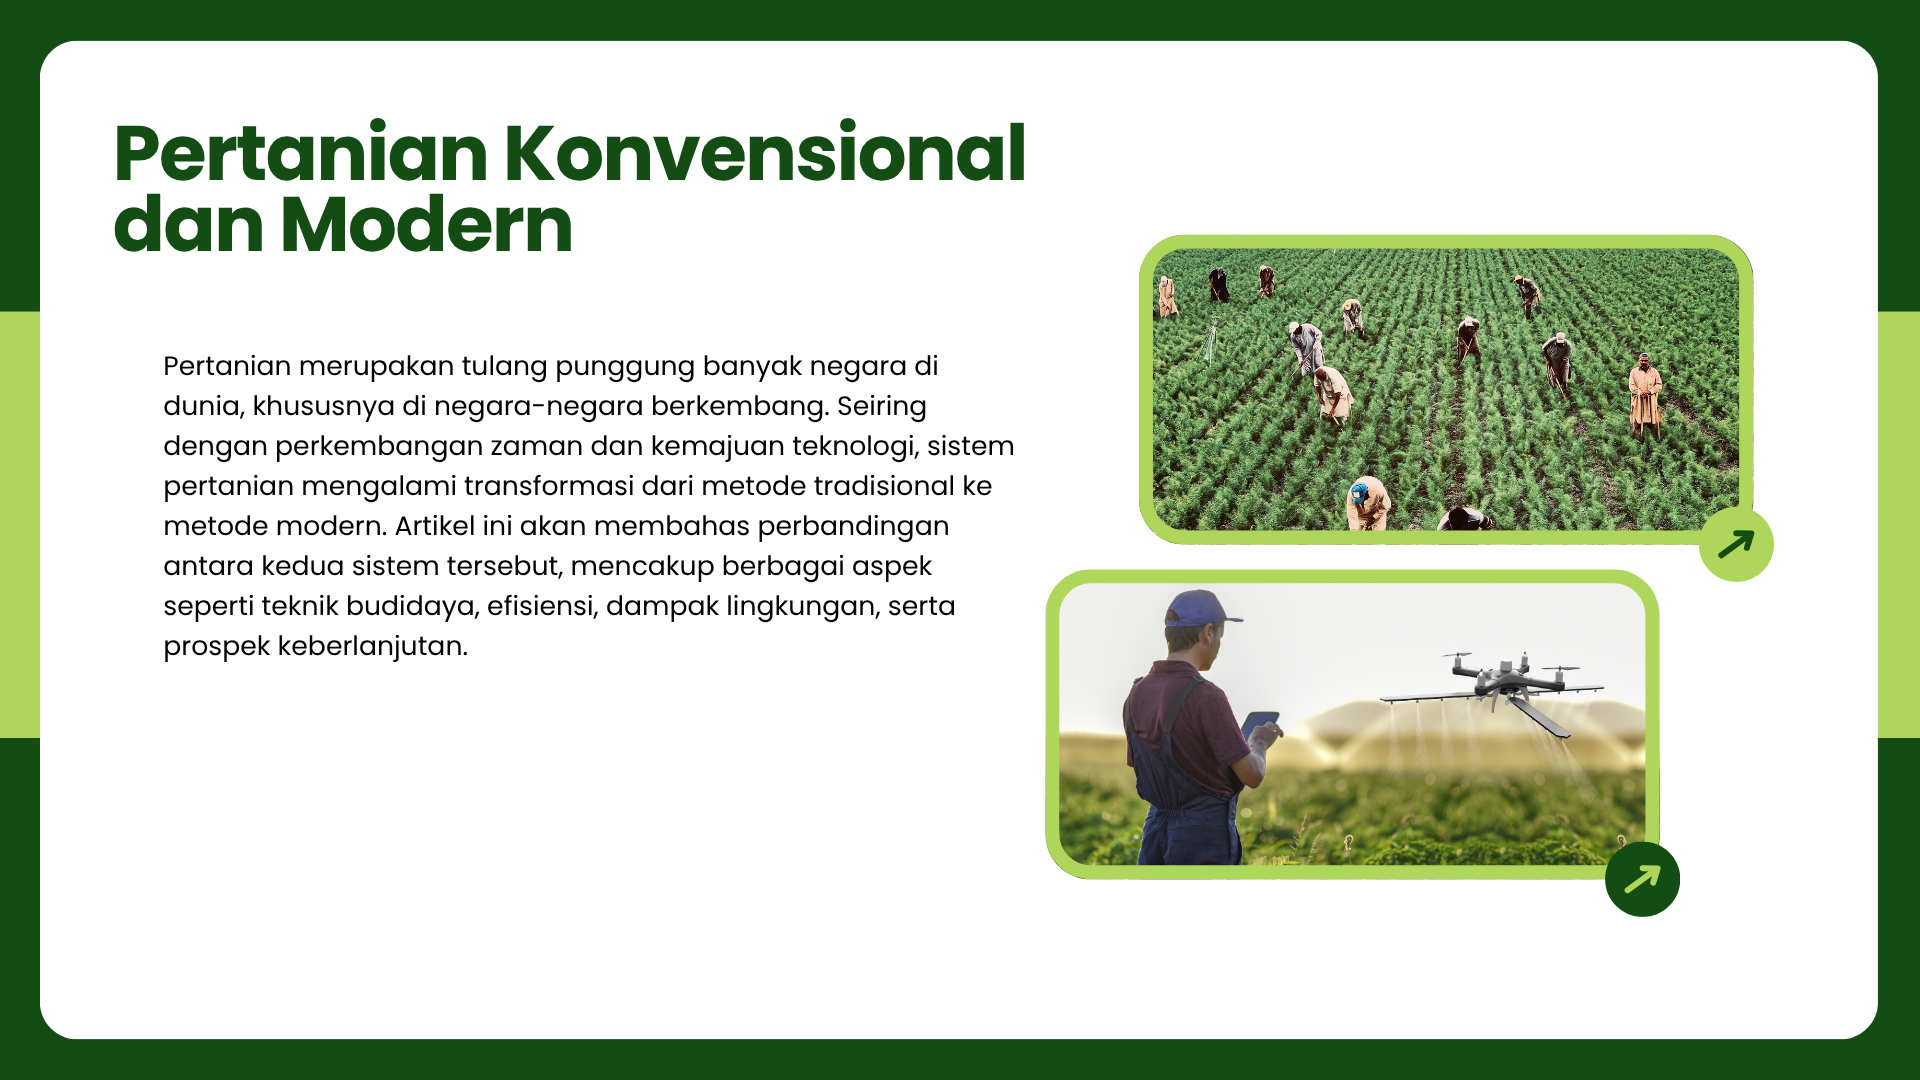 Pertanian Konvensional
dan Modern
Pertanian merupakan tulang punggung banyak negara di
dunia, khususnya di negara-negara berkembang. Seiring
dengan perkembangan zaman dan kemajuan teknologi, sistem
pertanian mengalami transformasi dari metode tradisional ke
metode modern. Artikel ini akan membahas perbandingan
antara kedua sistem tersebut, mencakup berbagai aspek
seperti teknik budidaya, efisiensi, dampak lingkungan, serta
prospek keberlanjutan.